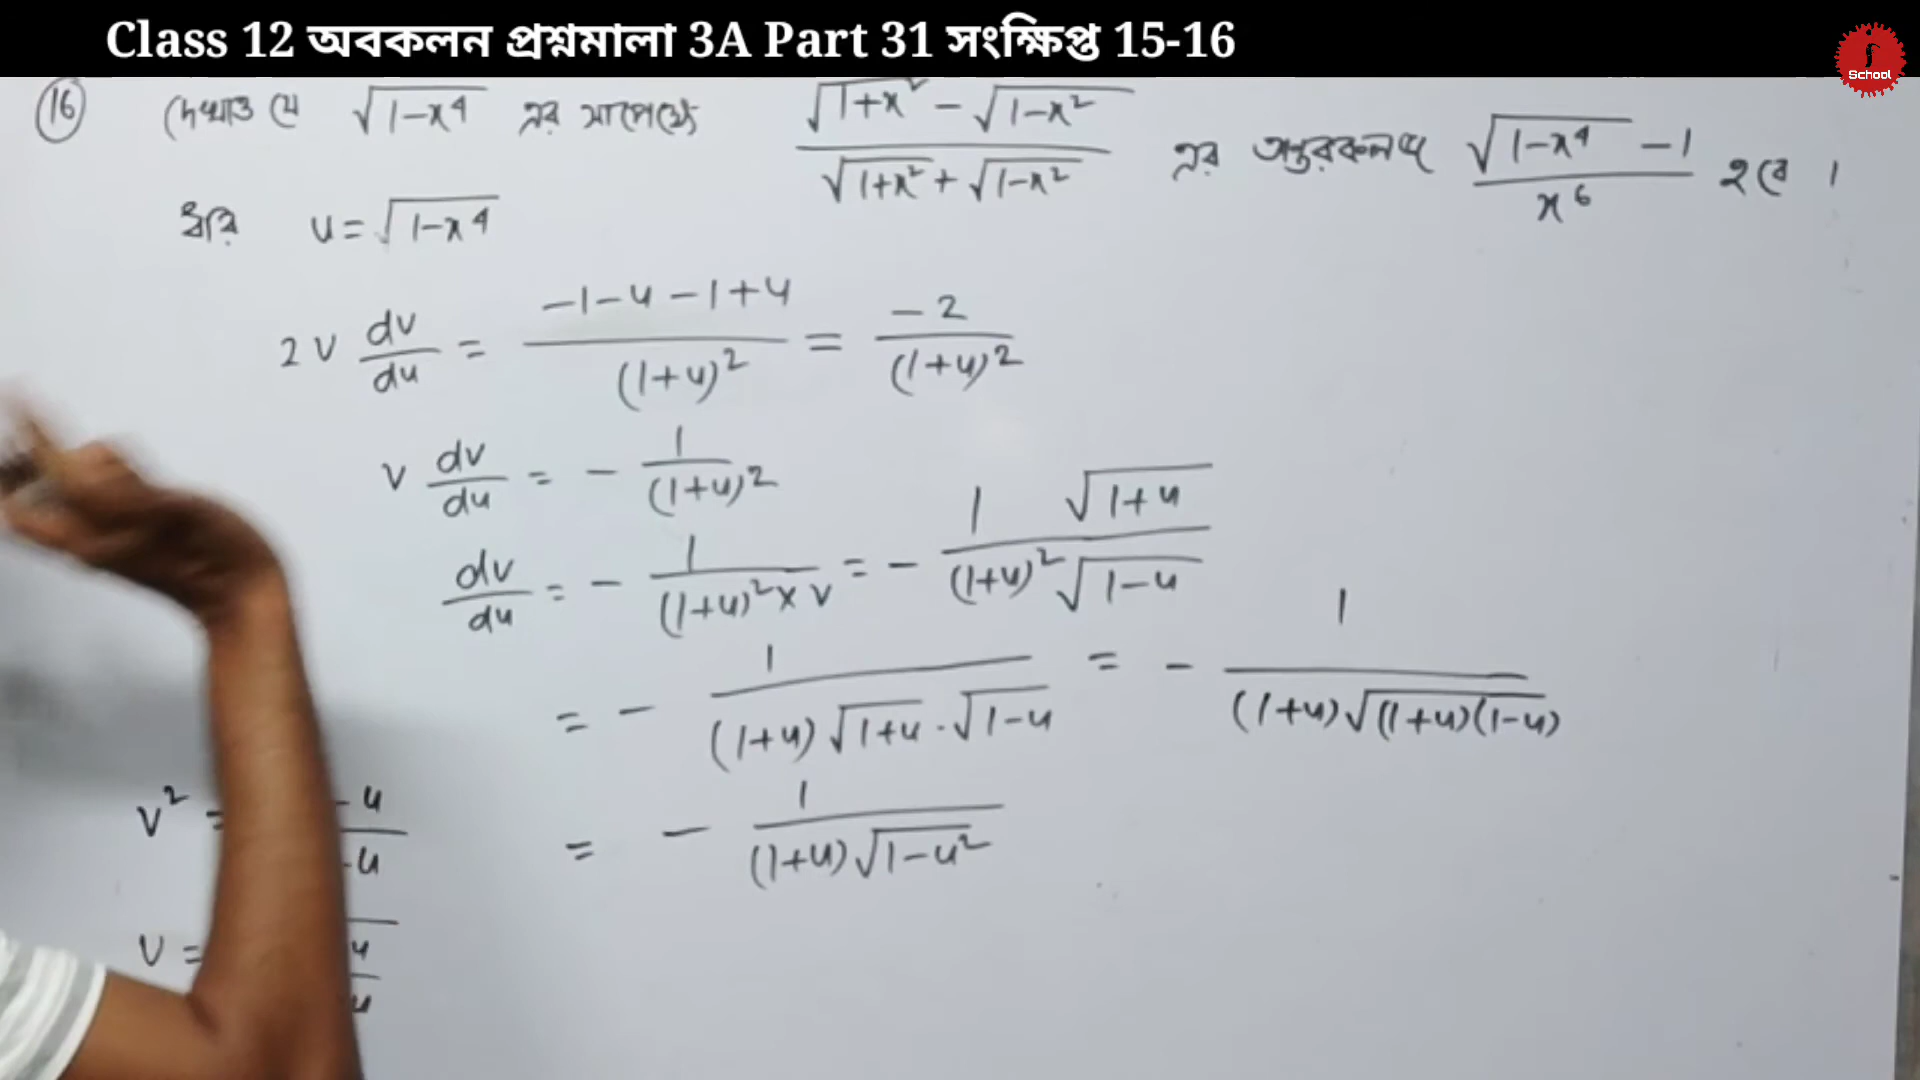 Class 12 অবকলন প্রশ্নমালা 3A Part 31 সংক্ষিপ্ত 15-16
School
(16) দেখাও যে √(1-x⁴) এর সাপেক্ষে (√(1+x²) - √(1-x²))/(√(1+x²) + √(1-x²)) এর অন্তরকলজ (√(1-x⁴) - 1)/x⁶ হবে ।
ধরি u = √(1-x⁴)
2v dv/du = (-1-u-1+u)/(1+u)² = -2/(1+u)²
v dv/du = - 1/(1+u)²
dv/du = - 1/((1+u)² × v) = - (1 √(1+u))/((1+u)² √(1-u))
= - 1/((1+u) √(1+u) . √(1-u)) = - 1/((1+u) √((1+u)(1-u)))
= - 1/((1+u) √(1-u²))
v² = -u/-u
v = u/u